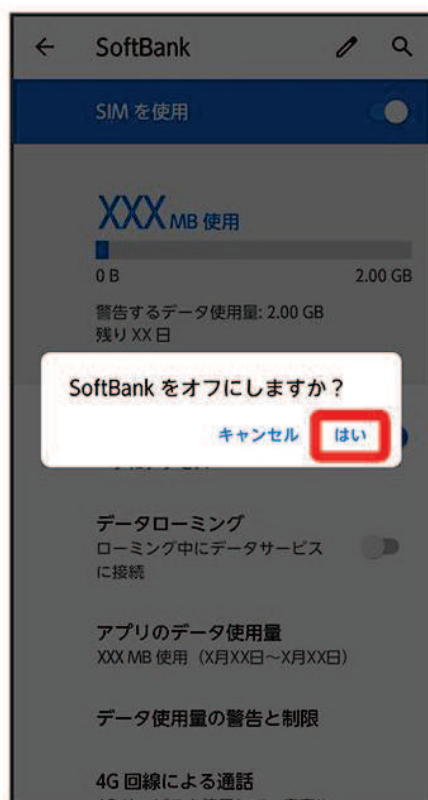 SoftBank
SIM を使用
XXX MB 使用
0 B 2.00 GB
警告するデータ使用量: 2.00 GB
残り XX 日
SoftBank をオフにしますか？
キャンセル はい
データローミング
ローミング中にデータサービス
に接続
アプリのデータ使用量
XXX MB 使用（X月XX日～X月XX日）
データ使用量の警告と制限
4G 回線による通話